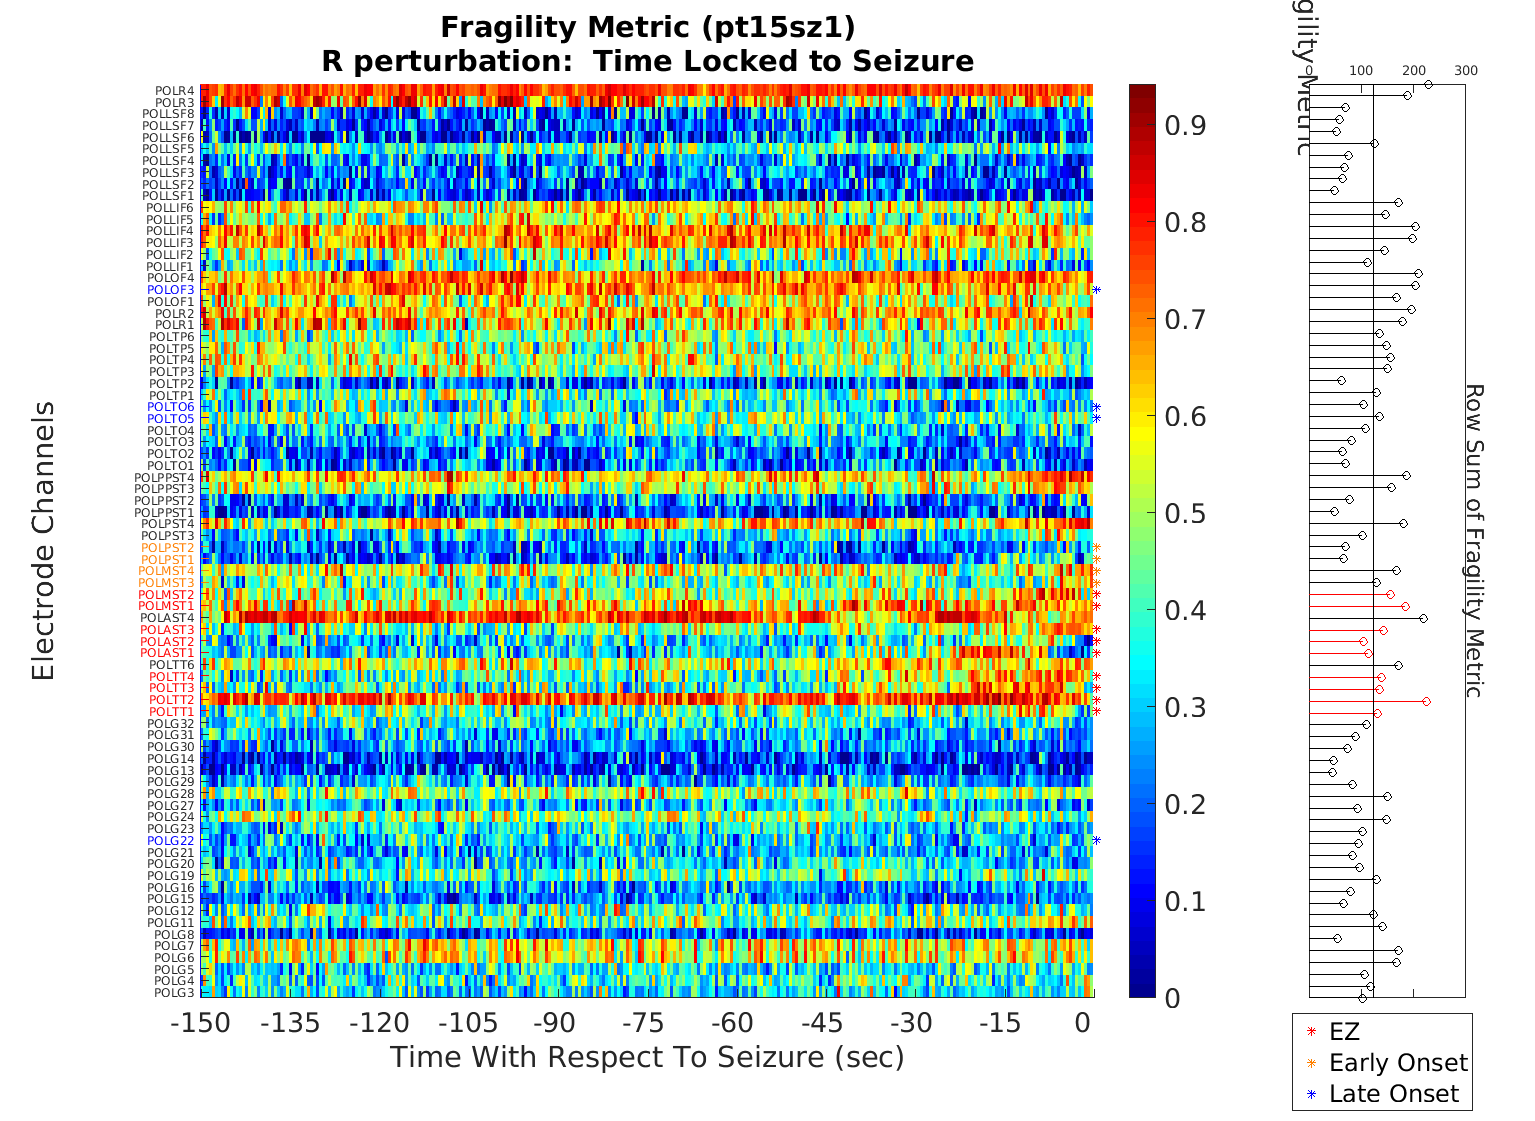 Fragility Metric (pt15sz1)
R perturbation:  Time Locked to Seizure
Electrode Channels
POLR4
POLR3
POLLSF8
POLLSF7
POLLSF6
POLLSF5
POLLSF4
POLLSF3
POLLSF2
POLLSF1
POLLIF6
POLLIF5
POLLIF4
POLLIF3
POLLIF2
POLLIF1
POLOF4
POLOF3
POLOF1
POLR2
POLR1
POLTP6
POLTP5
POLTP4
POLTP3
POLTP2
POLTP1
POLTO6
POLTO5
POLTO4
POLTO3
POLTO2
POLTO1
POLPPST4
POLPPST3
POLPPST2
POLPPST1
POLPST4
POLPST3
POLPST2
POLPST1
POLMST4
POLMST3
POLMST2
POLMST1
POLAST4
POLAST3
POLAST2
POLAST1
POLTT6
POLTT4
POLTT3
POLTT2
POLTT1
POLG32
POLG31
POLG30
POLG14
POLG13
POLG29
POLG28
POLG27
POLG24
POLG23
POLG22
POLG21
POLG20
POLG19
POLG16
POLG15
POLG12
POLG11
POLG8
POLG7
POLG6
POLG5
POLG4
POLG3
-150 -135 -120 -105 -90 -75 -60 -45 -30 -15 0
Time With Respect To Seizure (sec)
0.9
0.8
0.7
0.6
0.5
0.4
0.3
0.2
0.1
0
gility Metric
0 100 200 300
Row Sum of Fragility Metric
EZ
Early Onset
Late Onset